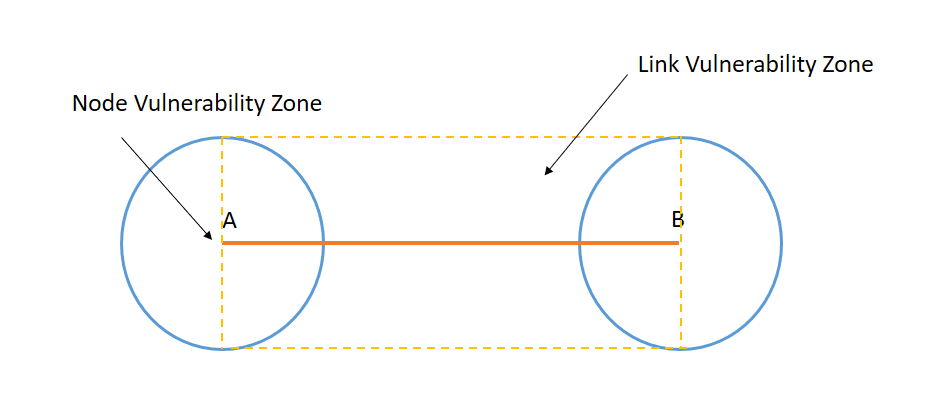 Link Vulnerability Zone
Node Vulnerability Zone
A
B